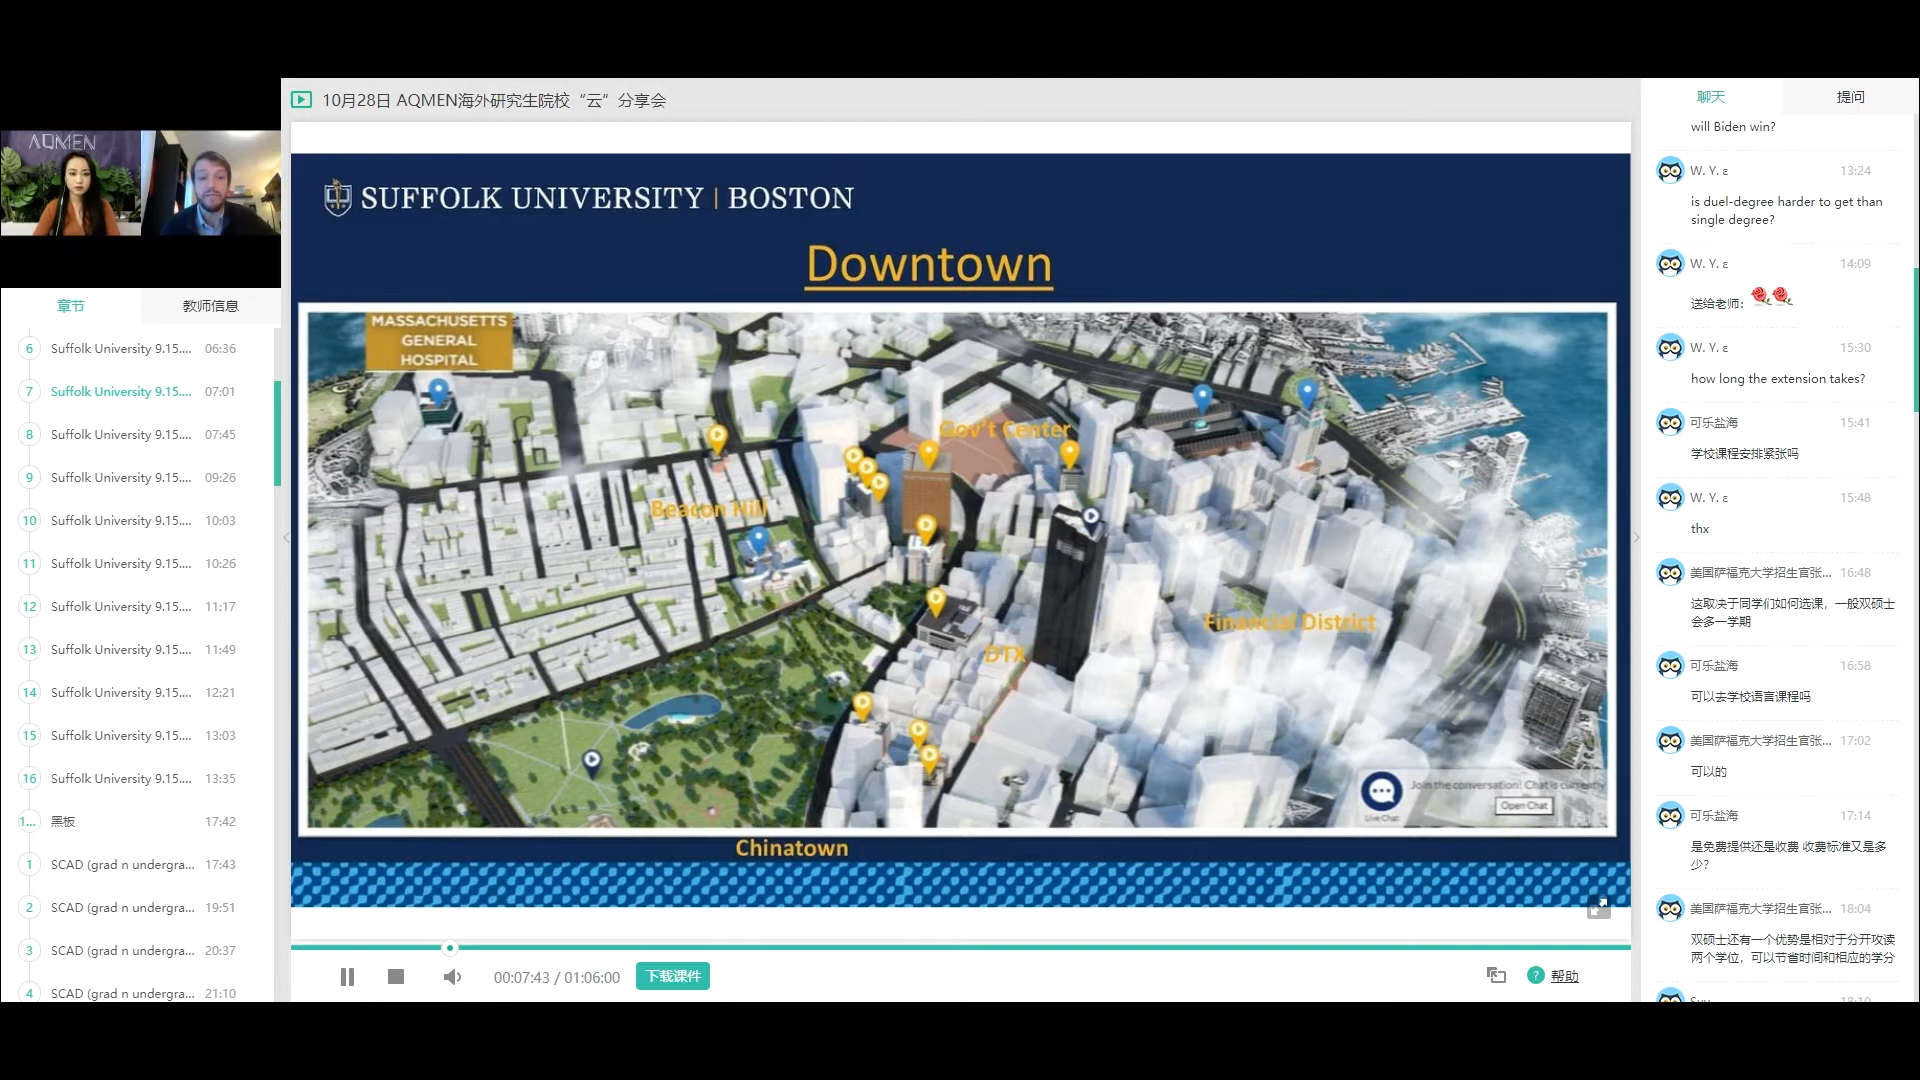 10月28日 AQMEN海外研究生院校“云”分享会
AQMEN
章节
教师信息
6 Suffolk University 9.15.... 06:36
7 Suffolk University 9.15.... 07:01
8 Suffolk University 9.15.... 07:45
9 Suffolk University 9.15.... 09:26
10 Suffolk University 9.15.... 10:03
11 Suffolk University 9.15.... 10:26
12 Suffolk University 9.15.... 11:17
13 Suffolk University 9.15.... 11:49
14 Suffolk University 9.15.... 12:21
15 Suffolk University 9.15.... 13:03
16 Suffolk University 9.15.... 13:35
1... 黑板 17:42
1 SCAD (grad n undergra... 17:43
2 SCAD (grad n undergra... 19:51
3 SCAD (grad n undergra... 20:37
4 SCAD (grad n undergra... 21:10
SUFFOLK UNIVERSITY | BOSTON
Downtown
MASSACHUSETTS
GENERAL
HOSPITAL
Gov't Center
Beacon Hill
Financial District
DTX
Join the conversation! Chat is currently
Open Chat
Live Chat
Chinatown
00:07:43 / 01:06:00
下载课件
? 帮助
聊天
提问
will Biden win?
W. Y. ε 13:24
is duel-degree harder to get than
single degree?
W. Y. ε 14:09
送给老师：
W. Y. ε 15:30
how long the extension takes?
可乐盐海 15:41
学校课程安排紧张吗
W. Y. ε 15:48
thx
美国萨福克大学招生官张... 16:48
这取决于同学们如何选课，一般双硕士
会多一学期
可乐盐海 16:58
可以去学校语言课程吗
美国萨福克大学招生官张... 17:02
可以的
可乐盐海 17:14
是免费提供还是收费 收费标准又是多
少？
美国萨福克大学招生官张... 18:04
双硕士还有一个优势是相对于分开攻读
两个学位，可以节省时间和相应的学分